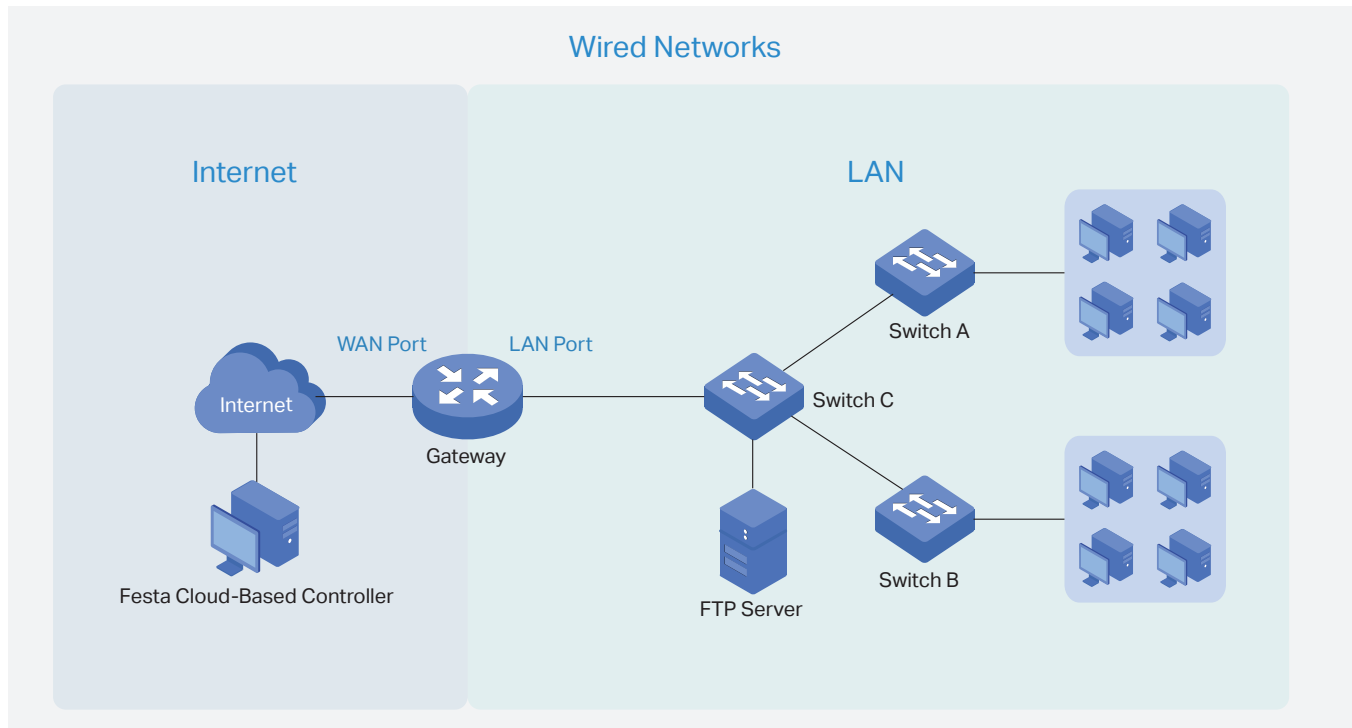 Wired Networks
Internet
LAN
Switch A
WAN Port
LAN Port
Internet
Switch C
Gateway
Festa Cloud-Based Controller
FTP Server
Switch B